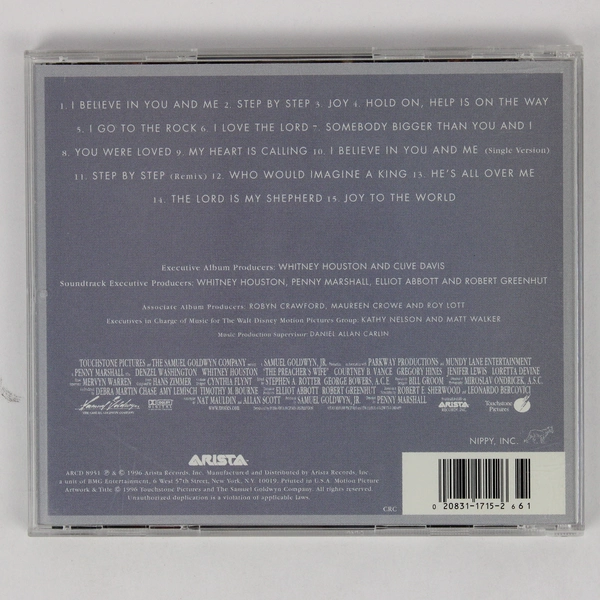 1. I BELIEVE IN YOU AND ME 2. STEP BY STEP 3. JOY 4. HOLD ON, HELP IS ON THE WAY
5. I GO TO THE ROCK 6. I LOVE THE LORD 7. SOMEBODY BIGGER THAN YOU AND I
8. YOU WERE LOVED 9. MY HEART IS CALLING 10. I BELIEVE IN YOU AND ME (Single Version)
11. STEP BY STEP (Remix) 12. WHO WOULD IMAGINE A KING 13. HE'S ALL OVER ME
14. THE LORD IS MY SHEPHERD 15. JOY TO THE WORLD
Executive Album Producers: WHITNEY HOUSTON AND CLIVE DAVIS
Soundtrack Executive Producers: WHITNEY HOUSTON, PENNY MARSHALL, ELLIOT ABBOTT AND ROBERT GREENHUT
Associate Album Producers: ROBYN CRAWFORD, MAUREEN CROWE AND ROY LOTT
Executives in Charge of Music for The Walt Disney Motion Pictures Group: KATHY NELSON AND MATT WALKER
Music Production Supervisor: DANIEL ALLAN CARLIN
TOUCHSTONE PICTURES THE SAMUEL GOLDWYN COMPANY SAMUEL GOLDWYN, JR. PARKWAY PRODUCTIONS MUNDY LANE ENTERTAINMENT
PENNY MARSHALL DENZEL WASHINGTON WHITNEY HOUSTON "THE PREACHER'S WIFE" COURTNEY B. VANCE GREGORY HINES JENIFER LEWIS LORETTA DEVINE
MERVYN WARREN HANS ZIMMER CYNTHIA FLYNT STEPHEN A. ROTTER GEORGE BOWERS, A.C.E. BILL GROOM MIROSLAV ONDRICEK, A.S.C.
DEBRA MARTIN CHASE AMY LEMISCH TIMOTHY M. BOURNE ELLIOT ABBOTT ROBERT GREENHUT ROBERT E. SHERWOOD LEONARDO BERCOVICI
NAT MAULDIN ALLAN SCOTT SAMUEL GOLDWYN, JR. PENNY MARSHALL
Touchstone
Pictures
NIPPY, INC.
ARISTA
ARCD 8951 ℗ & © 1996 Arista Records, Inc. Manufactured and Distributed by Arista Records, Inc.
a unit of BMG Entertainment, 6 West 57th Street, New York, N.Y. 10019. Printed in U.S.A. Motion Picture
Artwork & Title © 1996 Touchstone Pictures and The Samuel Goldwyn Company. All rights reserved.
Unauthorized duplication is a violation of applicable laws.
CRC
0 20831-1715-2 661